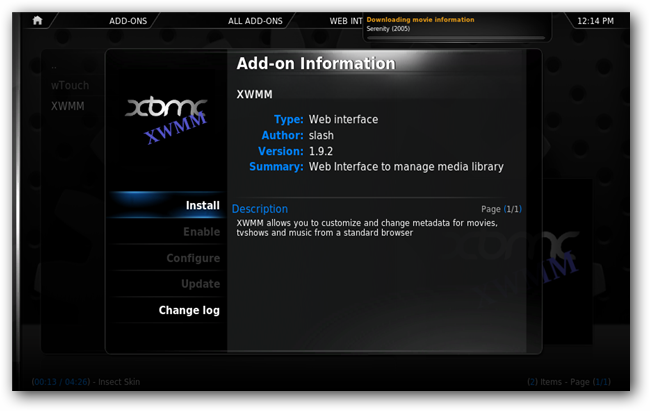 ADD-ONS
ALL ADD-ONS
WEB INT
Downloading movie information
Serenity (2005)
12:14 PM
..
wTouch
XWMM
xbmc
XWMM
Add-on Information
XWMM
Type: Web interface
Author: slash
Version: 1.9.2
Summary: Web Interface to manage media library
Install
Enable
Configure
Update
Change log
Description
Page (1/1)
XWMM allows you to customize and change metadata for movies,
tvshows and music from a standard browser
xbmc
XWMM
(00:13 / 04:26) - Insect Skin
(2) Items - Page (1/1)